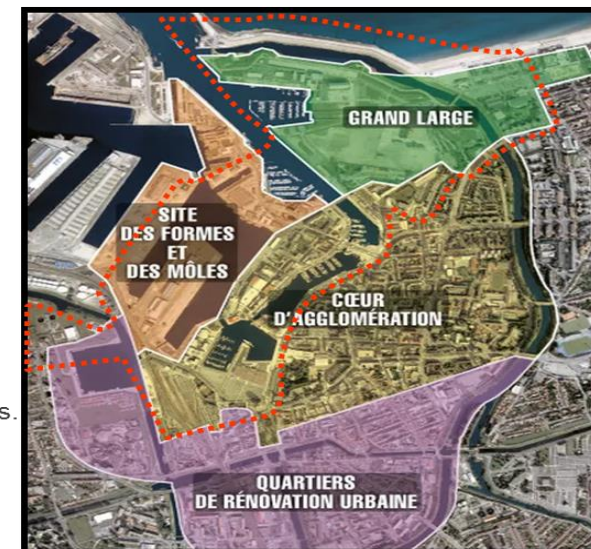 GRAND LARGE
SITE
DES FORMES
ET
DES MÔLES
CŒUR
D'AGGLOMÉRATION
s.
QUARTIERS
DE RÉNOVATION URBAINE